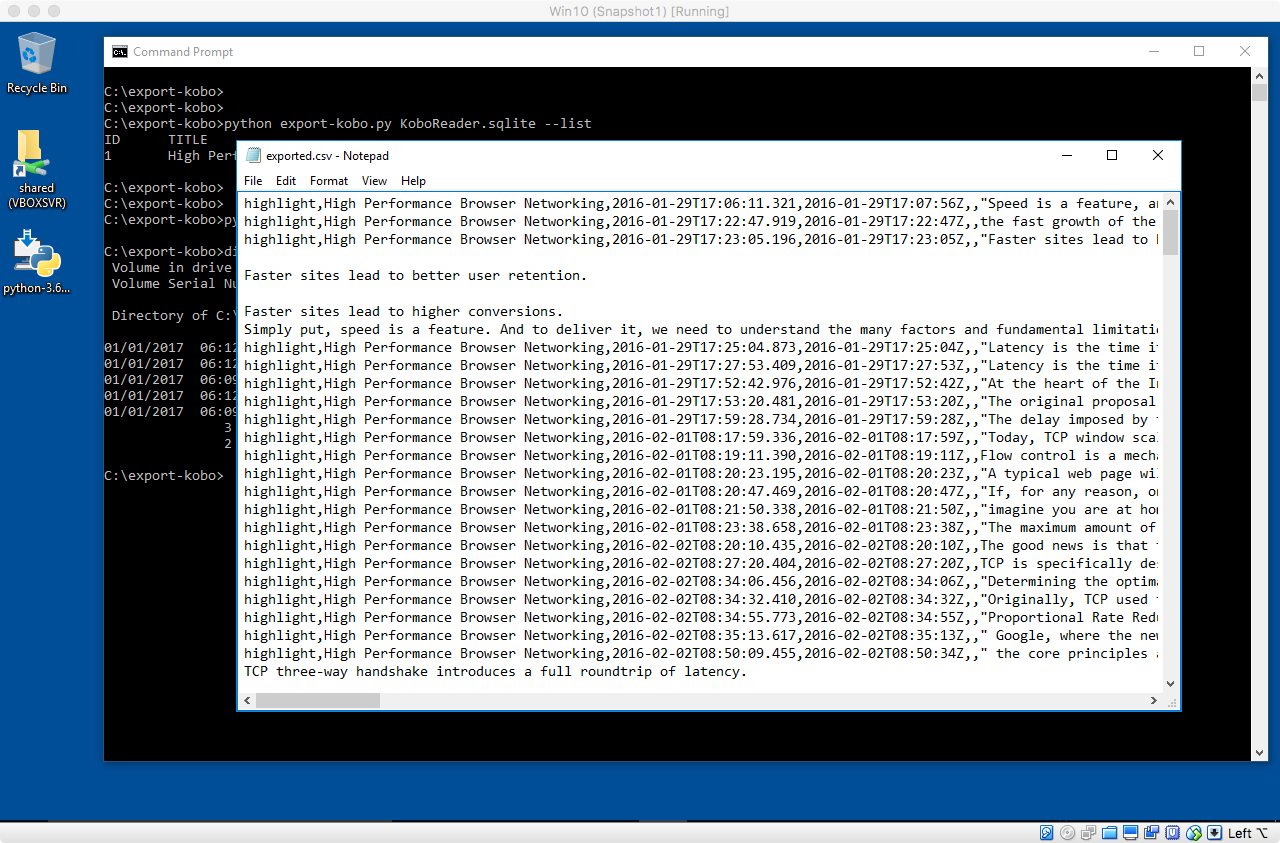 Win10 (Snapshot1) [Running]
Recycle Bin
shared
(VBOXSVR)
python-3.6...
Command Prompt
C:\export-kobo>
C:\export-kobo>
C:\export-kobo>python export-kobo.py KoboReader.sqlite --list
ID TITLE
1 High Perf
C:\export-kobo>
C:\export-kobo>
C:\export-kobo>py
C:\export-kobo>di
Volume in drive
Volume Serial Nu
Directory of C:\
01/01/2017 06:12
01/01/2017 06:12
01/01/2017 06:09
01/01/2017 06:12
01/01/2017 06:09
3
2
C:\export-kobo>
exported.csv - Notepad
File Edit Format View Help
highlight,High Performance Browser Networking,2016-01-29T17:06:11.321,2016-01-29T17:07:56Z,,"Speed is a feature, an
highlight,High Performance Browser Networking,2016-01-29T17:22:47.919,2016-01-29T17:22:47Z,,the fast growth of the
highlight,High Performance Browser Networking,2016-01-29T17:23:05.196,2016-01-29T17:23:05Z,,"Faster sites lead to b
Faster sites lead to better user retention.
Faster sites lead to higher conversions.
Simply put, speed is a feature. And to deliver it, we need to understand the many factors and fundamental limitatio
highlight,High Performance Browser Networking,2016-01-29T17:25:04.873,2016-01-29T17:25:04Z,,"Latency is the time it
highlight,High Performance Browser Networking,2016-01-29T17:27:53.409,2016-01-29T17:27:53Z,,"Latency is the time it
highlight,High Performance Browser Networking,2016-01-29T17:52:42.976,2016-01-29T17:52:42Z,,"At the heart of the In
highlight,High Performance Browser Networking,2016-01-29T17:53:20.481,2016-01-29T17:53:20Z,,"The original proposal
highlight,High Performance Browser Networking,2016-01-29T17:59:28.734,2016-01-29T17:59:28Z,,"The delay imposed by t
highlight,High Performance Browser Networking,2016-02-01T08:17:59.336,2016-02-01T08:17:59Z,,"Today, TCP window scal
highlight,High Performance Browser Networking,2016-02-01T08:19:11.390,2016-02-01T08:19:11Z,,Flow control is a mecha
highlight,High Performance Browser Networking,2016-02-01T08:20:23.195,2016-02-01T08:20:23Z,,"A typical web page wil
highlight,High Performance Browser Networking,2016-02-01T08:20:47.469,2016-02-01T08:20:47Z,,"If, for any reason, or
highlight,High Performance Browser Networking,2016-02-01T08:21:50.338,2016-02-01T08:21:50Z,,"imagine you are at hom
highlight,High Performance Browser Networking,2016-02-01T08:23:38.658,2016-02-01T08:23:38Z,,"The maximum amount of
highlight,High Performance Browser Networking,2016-02-02T08:20:10.435,2016-02-02T08:20:10Z,,The good news is that t
highlight,High Performance Browser Networking,2016-02-02T08:27:20.404,2016-02-02T08:27:20Z,,TCP is specifically des
highlight,High Performance Browser Networking,2016-02-02T08:34:06.456,2016-02-02T08:34:06Z,,"Determining the optima
highlight,High Performance Browser Networking,2016-02-02T08:34:32.410,2016-02-02T08:34:32Z,,"Originally, TCP used t
highlight,High Performance Browser Networking,2016-02-02T08:34:55.773,2016-02-02T08:34:55Z,,"Proportional Rate Redu
highlight,High Performance Browser Networking,2016-02-02T08:35:13.617,2016-02-02T08:35:13Z,," Google, where the new
highlight,High Performance Browser Networking,2016-02-02T08:50:09.455,2016-02-02T08:50:34Z,," the core principles a
TCP three-way handshake introduces a full roundtrip of latency.
Left ⌥